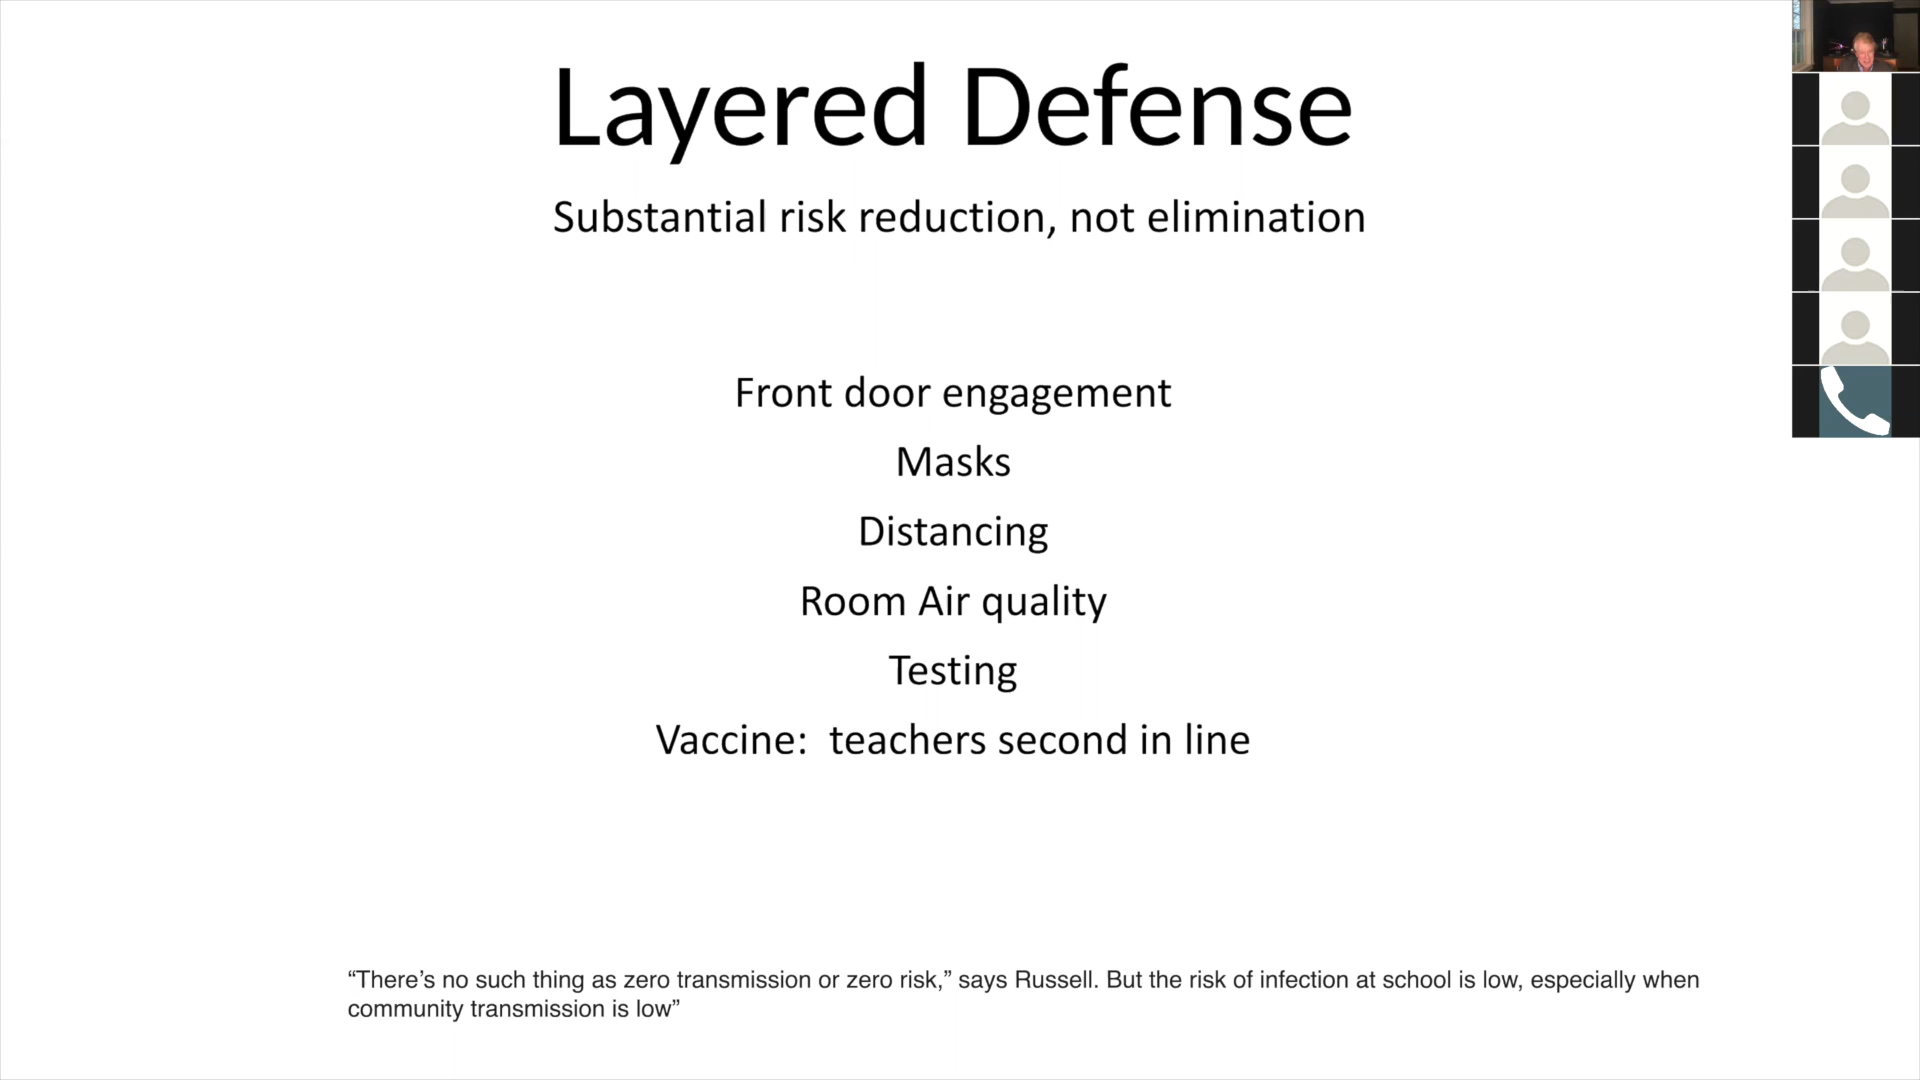 Layered Defense
Substantial risk reduction, not elimination
Front door engagement
Masks
Distancing
Room Air quality
Testing
Vaccine:  teachers second in line
“There’s no such thing as zero transmission or zero risk,” says Russell. But the risk of infection at school is low, especially when
community transmission is low”